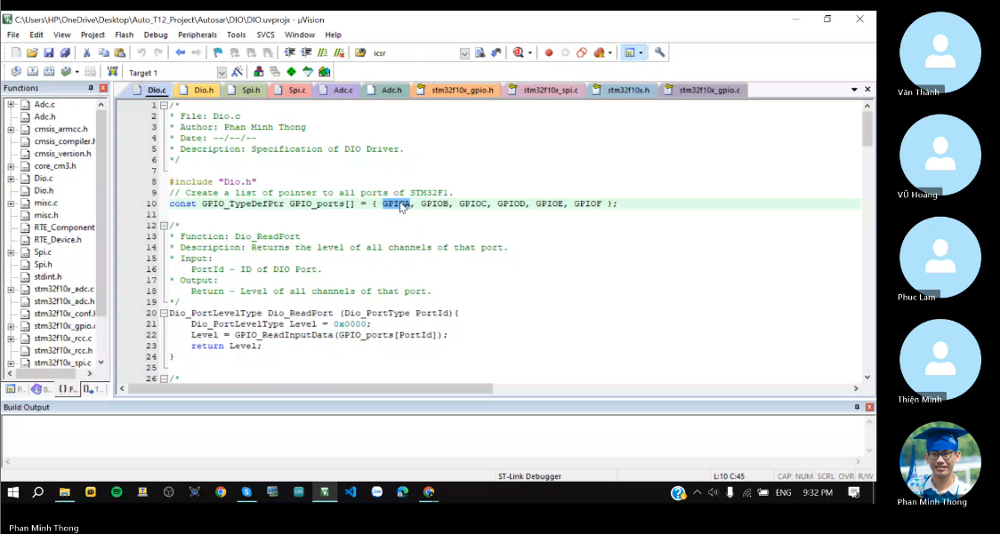 C:\Users\HP\OneDrive\Desktop\Auto_T12_Project\Autosar\DIO\DIO.uvprojx - µVision
File Edit View Project Flash Debug Peripherals Tools SVCS Window Help
icsr
Target 1
Functions
Dio.c Dio.h Spi.h Spi.c Adc.c Adc.h stm32f10x_gpio.h stm32f10x_spi.c stm32f10x.h stm32f10x_gpio.c
Adc.c
Adc.h
cmsis_armcc.h
cmsis_compiler.h
cmsis_version.h
core_cm3.h
Dio.c
Dio.h
misc.c
misc.h
RTE_Component
RTE_Device.h
Spi.c
Spi.h
stdint.h
stm32f10x_adc.c
stm32f10x_adc.h
stm32f10x_conf.h
stm32f10x_gpio.c
stm32f10x_rcc.c
stm32f10x_rcc.h
stm32f10x_spi.c
P... B... {} F... T...
1 /*
2 * File: Dio.c
3 * Author: Phan Minh Thong
4 * Date: --/--/--
5 * Description: Specification of DIO Driver.
6 */
7
8 #include "Dio.h"
9 // Create a list of pointer to all ports of STM32F1.
10 const GPIO_TypeDefPtr GPIO_ports[] = { GPIOA, GPIOB, GPIOC, GPIOD, GPIOE, GPIOF };
11
12 /*
13 * Function: Dio_ReadPort
14 * Description: Returns the level of all channels of that port.
15 * Input:
16 PortId - ID of DIO Port.
17 * Output:
18 Return - Level of all channels of that port.
19 */
20 Dio_PortLevelType Dio_ReadPort (Dio_PortType PortId){
21 Dio_PortLevelType Level = 0x0000;
22 Level = GPIO_ReadInputData(GPIO_ports[PortId]);
23 return Level;
24 }
25
26 /*
Build Output
ST-Link Debugger L:10 C:45 CAP NUM SCRL OVR R/W
ENG 9:32 PM
Phan Minh Thong
Văn Thành
VŨ Hoàng
Phuc Lam
Thiện Minh
Phan Minh Thong